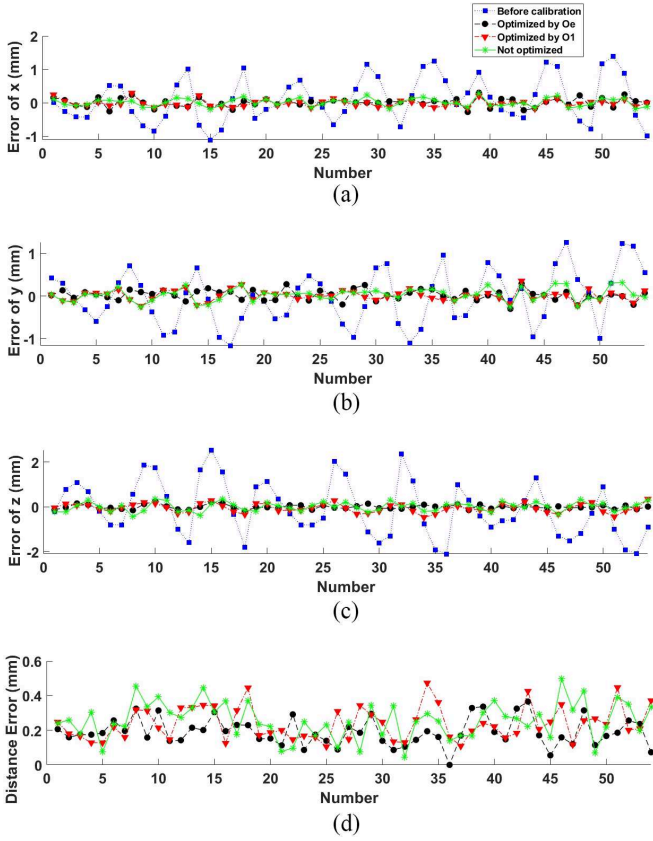 Before calibration
Optimized by Oe
Optimized by O1
Not optimized
Error of x (mm)
2
1
0
-1
0 5 10 15 20 25 30 35 40 45 50
Number
(a)
Error of y (mm)
1
0
-1
0 5 10 15 20 25 30 35 40 45 50
Number
(b)
Error of z (mm)
2
0
-2
0 5 10 15 20 25 30 35 40 45 50
Number
(c)
Distance Error (mm)
0.6
0.4
0.2
0
0 5 10 15 20 25 30 35 40 45 50
Number
(d)